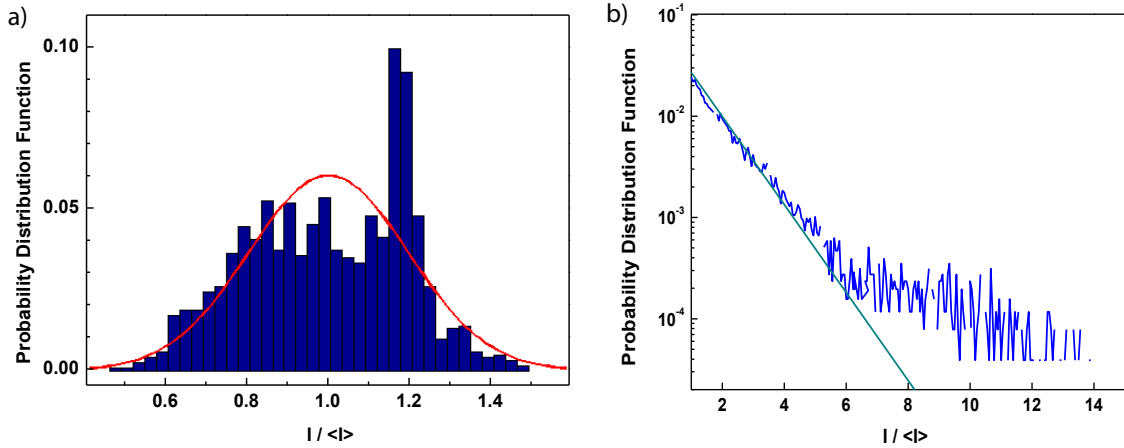 a)
Probability Distribution Function
0.10
0.05
0.00
0.6 0.8 1.0 1.2 1.4
I / <I>
b)
Probability Distribution Function
10^-1
10^-2
10^-3
10^-4
2 4 6 8 10 12 14
I / <I>